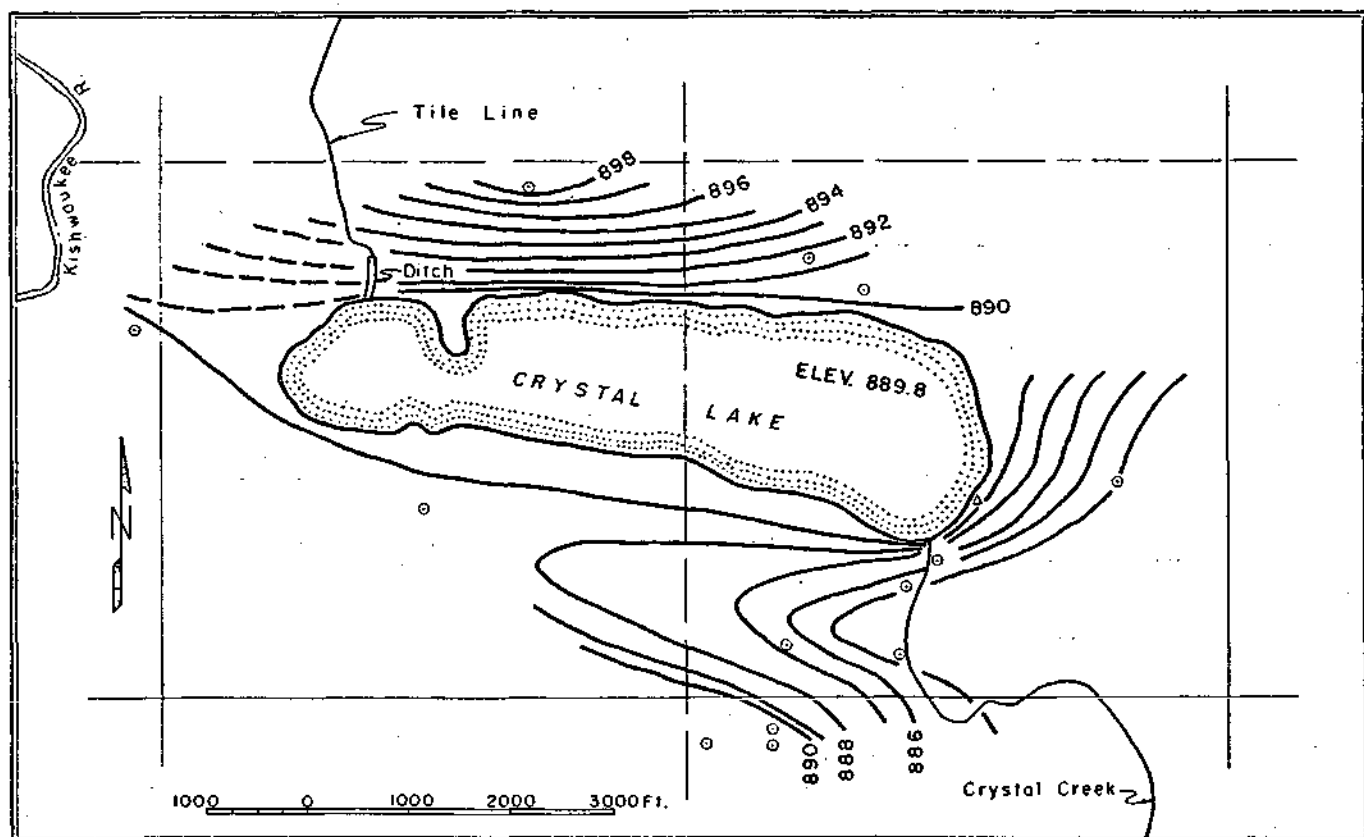 Kishwaukee R
Tile Line
898
896
894
892
Ditch
890
CRYSTAL LAKE
ELEV. 889.8
N
890
888
886
1000 0 1000 2000 3000 Ft.
Crystal Creek